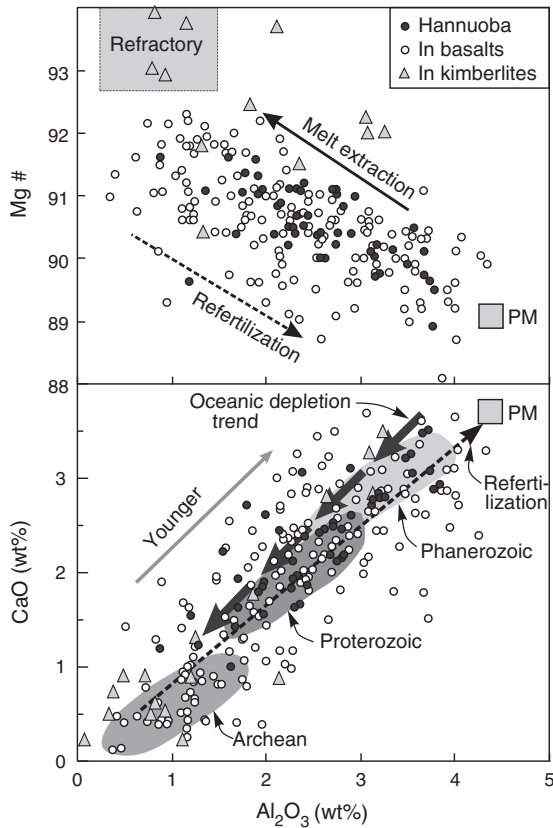 Hannuoba
In basalts
In kimberlites
Refractory
Melt extraction
Refertilization
PM
Mg #
93
92
91
90
89
88
Oceanic depletion
trend
PM
Referti-
lization
Younger
Phanerozoic
Proterozoic
Archean
CaO (wt%)
3
2
1
0
0 1 2 3 4 5
Al₂O₃ (wt%)